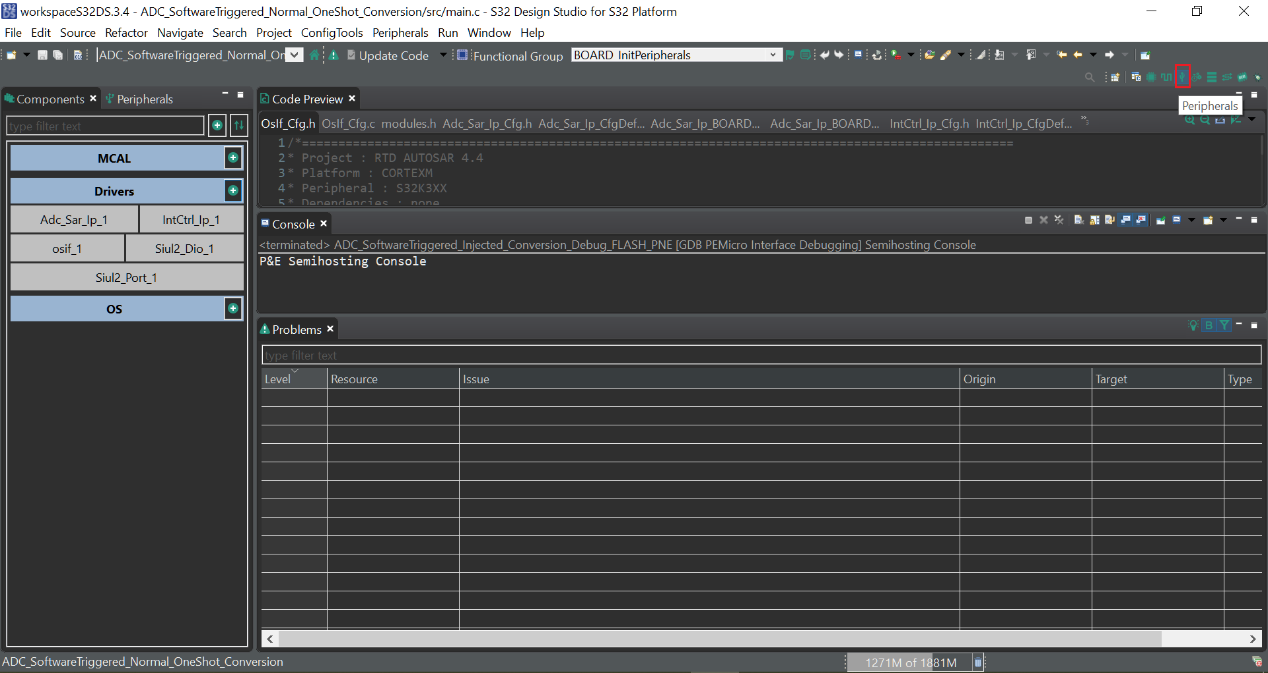 workspaceS32DS.3.4 - ADC_SoftwareTriggered_Normal_OneShot_Conversion/src/main.c - S32 Design Studio for S32 Platform
File Edit Source Refactor Navigate Search Project ConfigTools Peripherals Run Window Help
ADC_SoftwareTriggered_Normal_Or Update Code Functional Group BOARD_InitPeripherals
Components Peripherals
Code Preview
Peripherals
type filter text
OsIf_Cfg.h OsIf_Cfg.c modules.h Adc_Sar_Ip_Cfg.h Adc_Sar_Ip_CfgDef... Adc_Sar_Ip_BOARD... Adc_Sar_Ip_BOARD... IntCtrl_Ip_Cfg.h IntCtrl_Ip_CfgDef...
1 /*==================================================================================================
2 * Project : RTD AUTOSAR 4.4
3 * Platform : CORTEXM
4 * Peripheral : S32K3XX
5 * Dependencies : none
MCAL
Drivers
Adc_Sar_Ip_1 IntCtrl_Ip_1
osif_1 Siul2_Dio_1
Siul2_Port_1
OS
Console
<terminated> ADC_SoftwareTriggered_Injected_Conversion_Debug_FLASH_PNE [GDB PEMicro Interface Debugging] Semihosting Console
P&E Semihosting Console
Problems
type filter text
Level Resource Issue Origin Target Type
ADC_SoftwareTriggered_Normal_OneShot_Conversion
1271M of 1881M